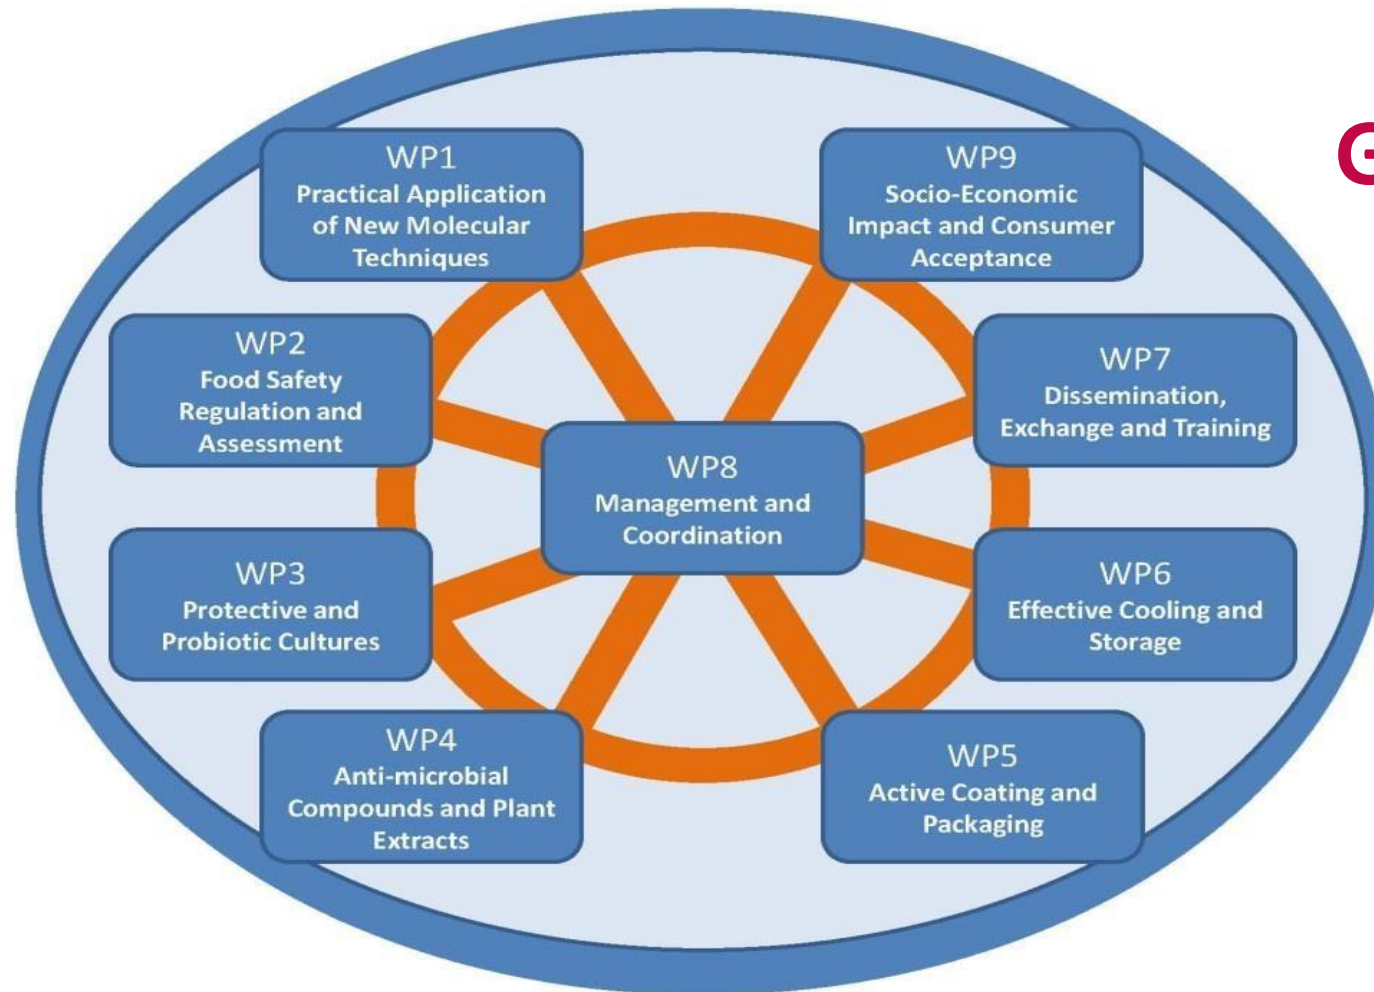 WP1
Practical Application
of New Molecular
Techniques
WP9
Socio-Economic
Impact and Consumer
Acceptance
G
WP2
Food Safety
Regulation and
Assessment
WP7
Dissemination,
Exchange and Training
WP8
Management and
Coordination
WP3
Protective and
Probiotic Cultures
WP6
Effective Cooling and
Storage
WP4
Anti-microbial
Compounds and Plant
Extracts
WP5
Active Coating and
Packaging